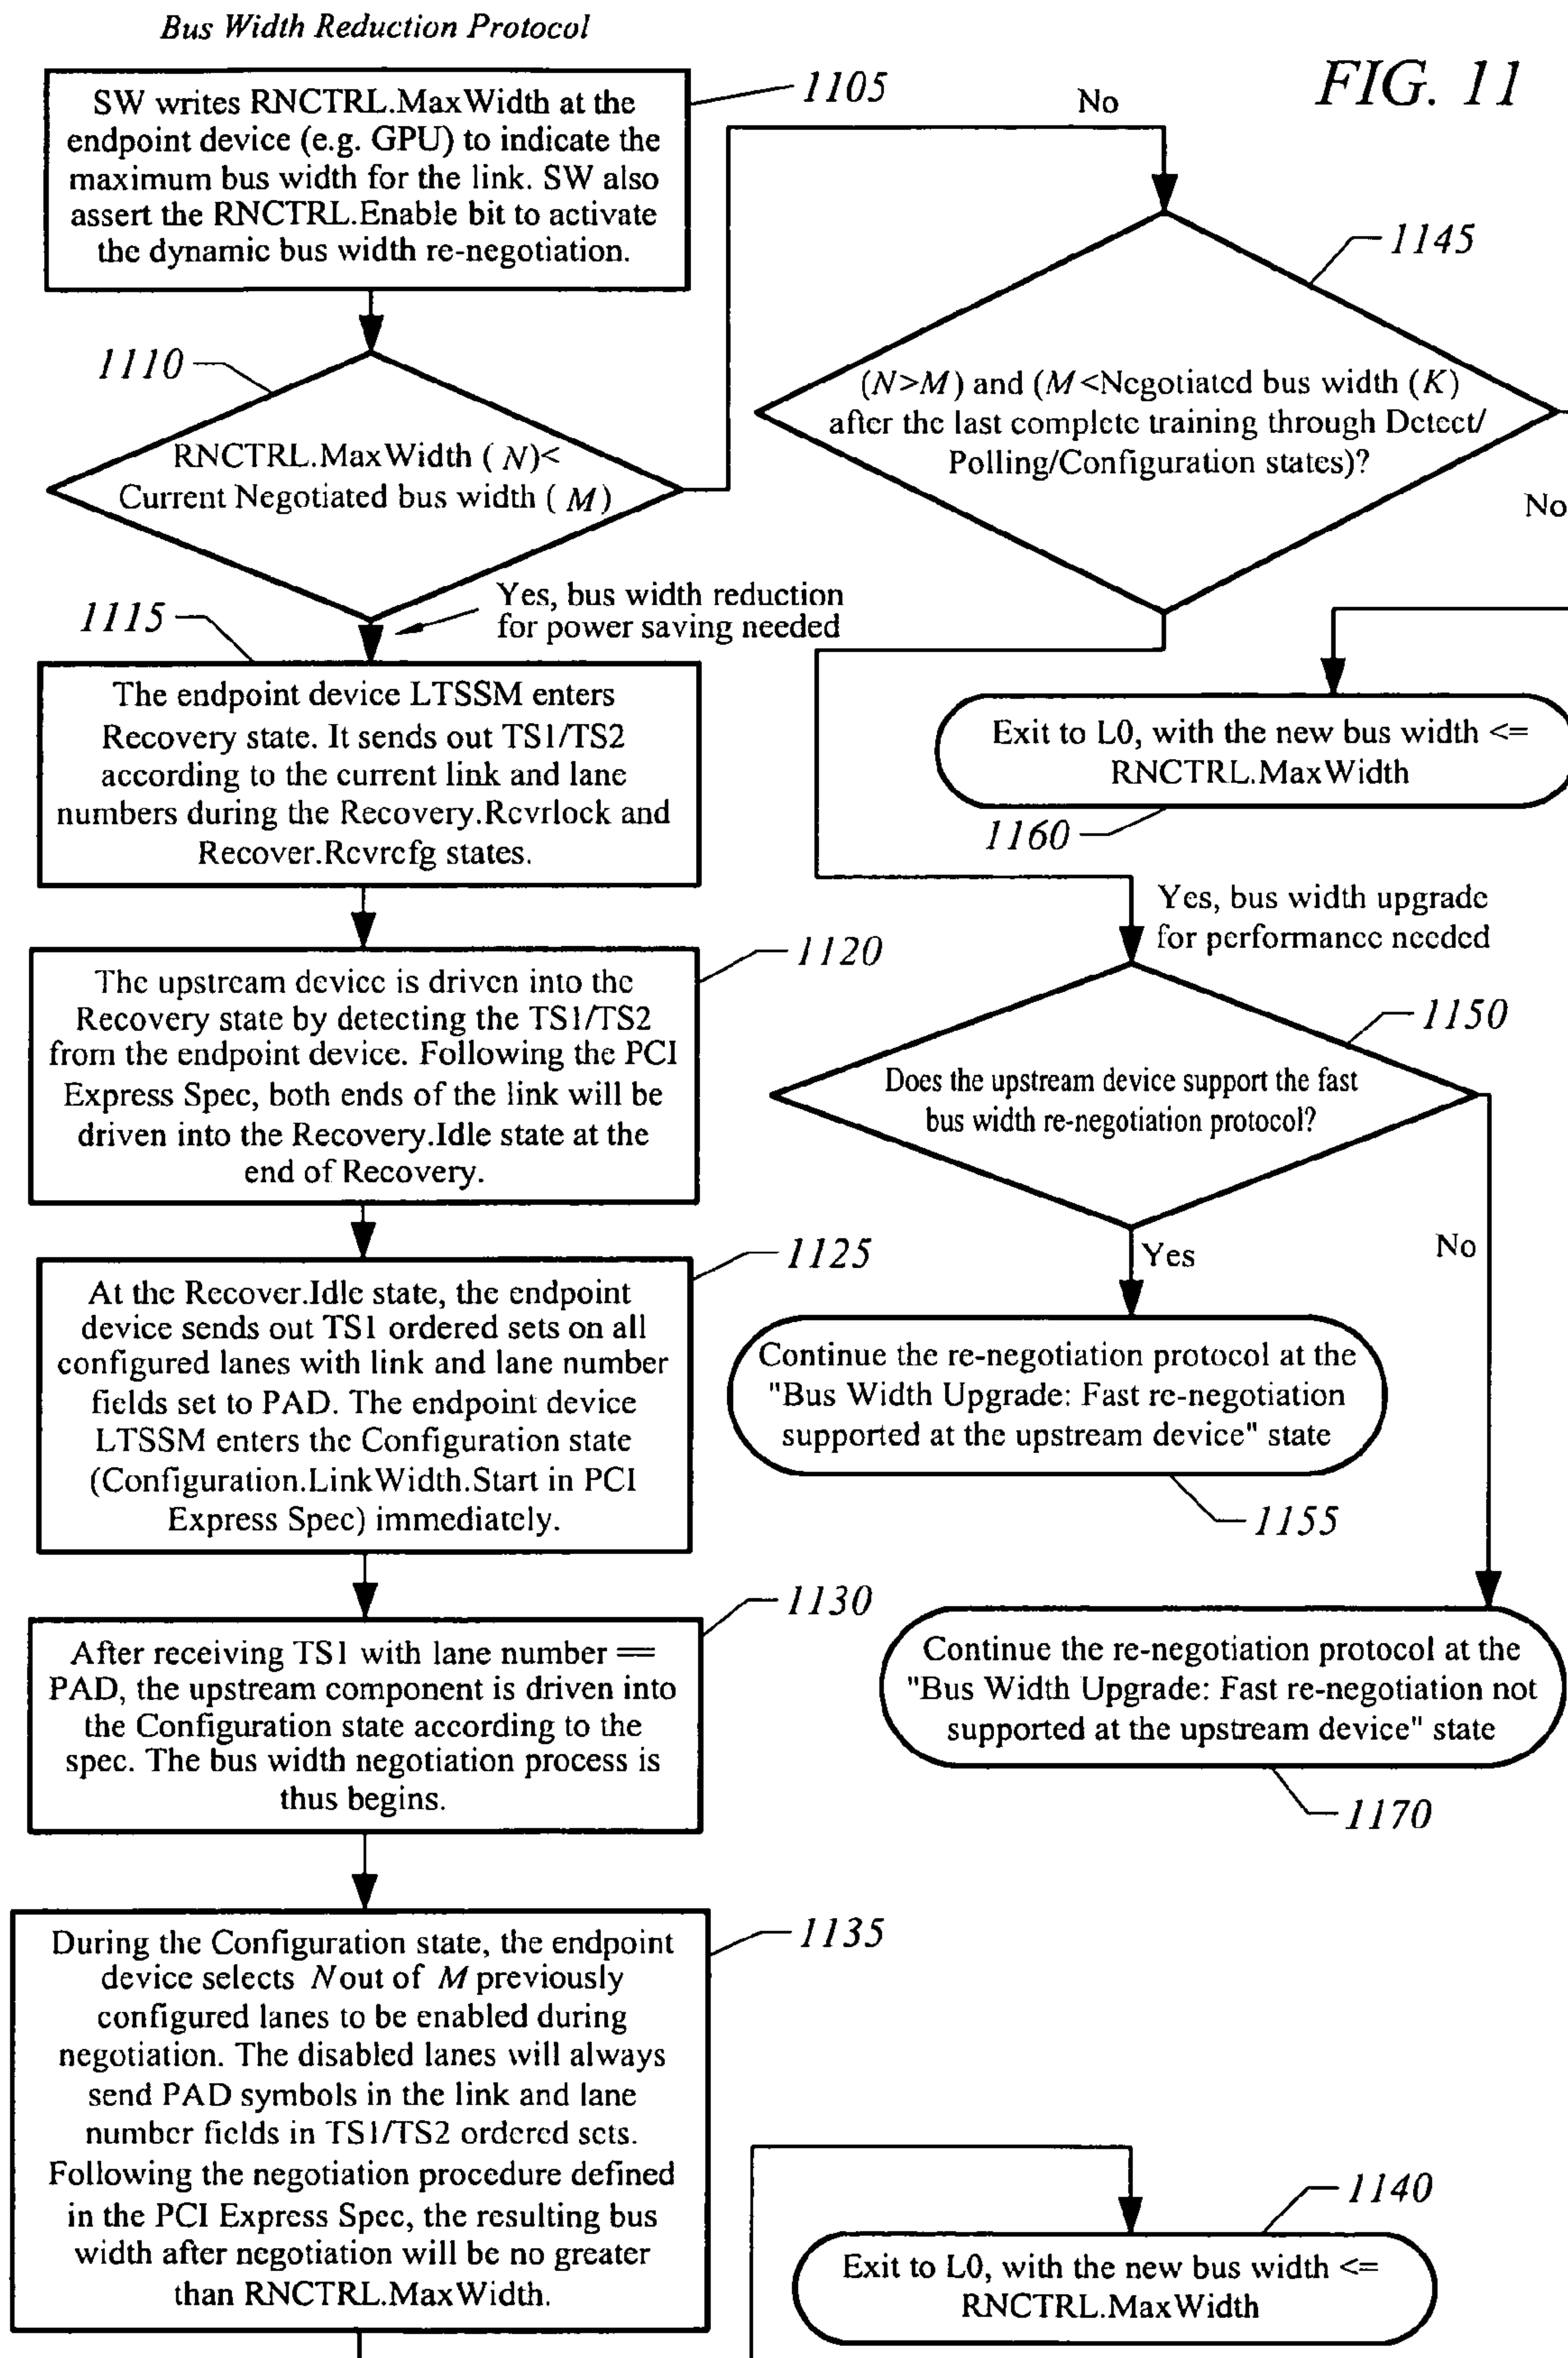 Bus Width Reduction Protocol
FIG. 11
SW writes RNCTRL.MaxWidth at the
endpoint device (e.g. GPU) to indicate the
maximum bus width for the link. SW also
assert the RNCTRL.Enable bit to activate
the dynamic bus width re-negotiation.
1105
1110
RNCTRL.MaxWidth ( N)<
Current Negotiated bus width ( M)
No
Yes, bus width reduction
for power saving needed
1115
The endpoint device LTSSM enters
Recovery state. It sends out TS1/TS2
according to the current link and lane
numbers during the Recovery.Rcvrlock and
Recover.Rcvrcfg states.
1120
The upstream device is driven into the
Recovery state by detecting the TS1/TS2
from the endpoint device. Following the PCI
Express Spec, both ends of the link will be
driven into the Recovery.Idle state at the
end of Recovery.
1125
At the Recover.Idle state, the endpoint
device sends out TS1 ordered sets on all
configured lanes with link and lane number
fields set to PAD. The endpoint device
LTSSM enters the Configuration state
(Configuration.LinkWidth.Start in PCI
Express Spec) immediately.
1130
After receiving TS1 with lane number ==
PAD, the upstream component is driven into
the Configuration state according to the
spec. The bus width negotiation process is
thus begins.
1135
During the Configuration state, the endpoint
device selects N out of M previously
configured lanes to be enabled during
negotiation. The disabled lanes will always
send PAD symbols in the link and lane
number fields in TS1/TS2 ordered sets.
Following the negotiation procedure defined
in the PCI Express Spec, the resulting bus
width after negotiation will be no greater
than RNCTRL.MaxWidth.
1145
(N>M) and (M<Negotiated bus width (K)
after the last complete training through Detect/
Polling/Configuration states)?
No
Exit to L0, with the new bus width <=
RNCTRL.MaxWidth
1160
Yes, bus width upgrade
for performance needed
1150
Does the upstream device support the fast
bus width re-negotiation protocol?
Yes
No
Continue the re-negotiation protocol at the
"Bus Width Upgrade: Fast re-negotiation
supported at the upstream device" state
1155
Continue the re-negotiation protocol at the
"Bus Width Upgrade: Fast re-negotiation not
supported at the upstream device" state
1170
1140
Exit to L0, with the new bus width <=
RNCTRL.MaxWidth